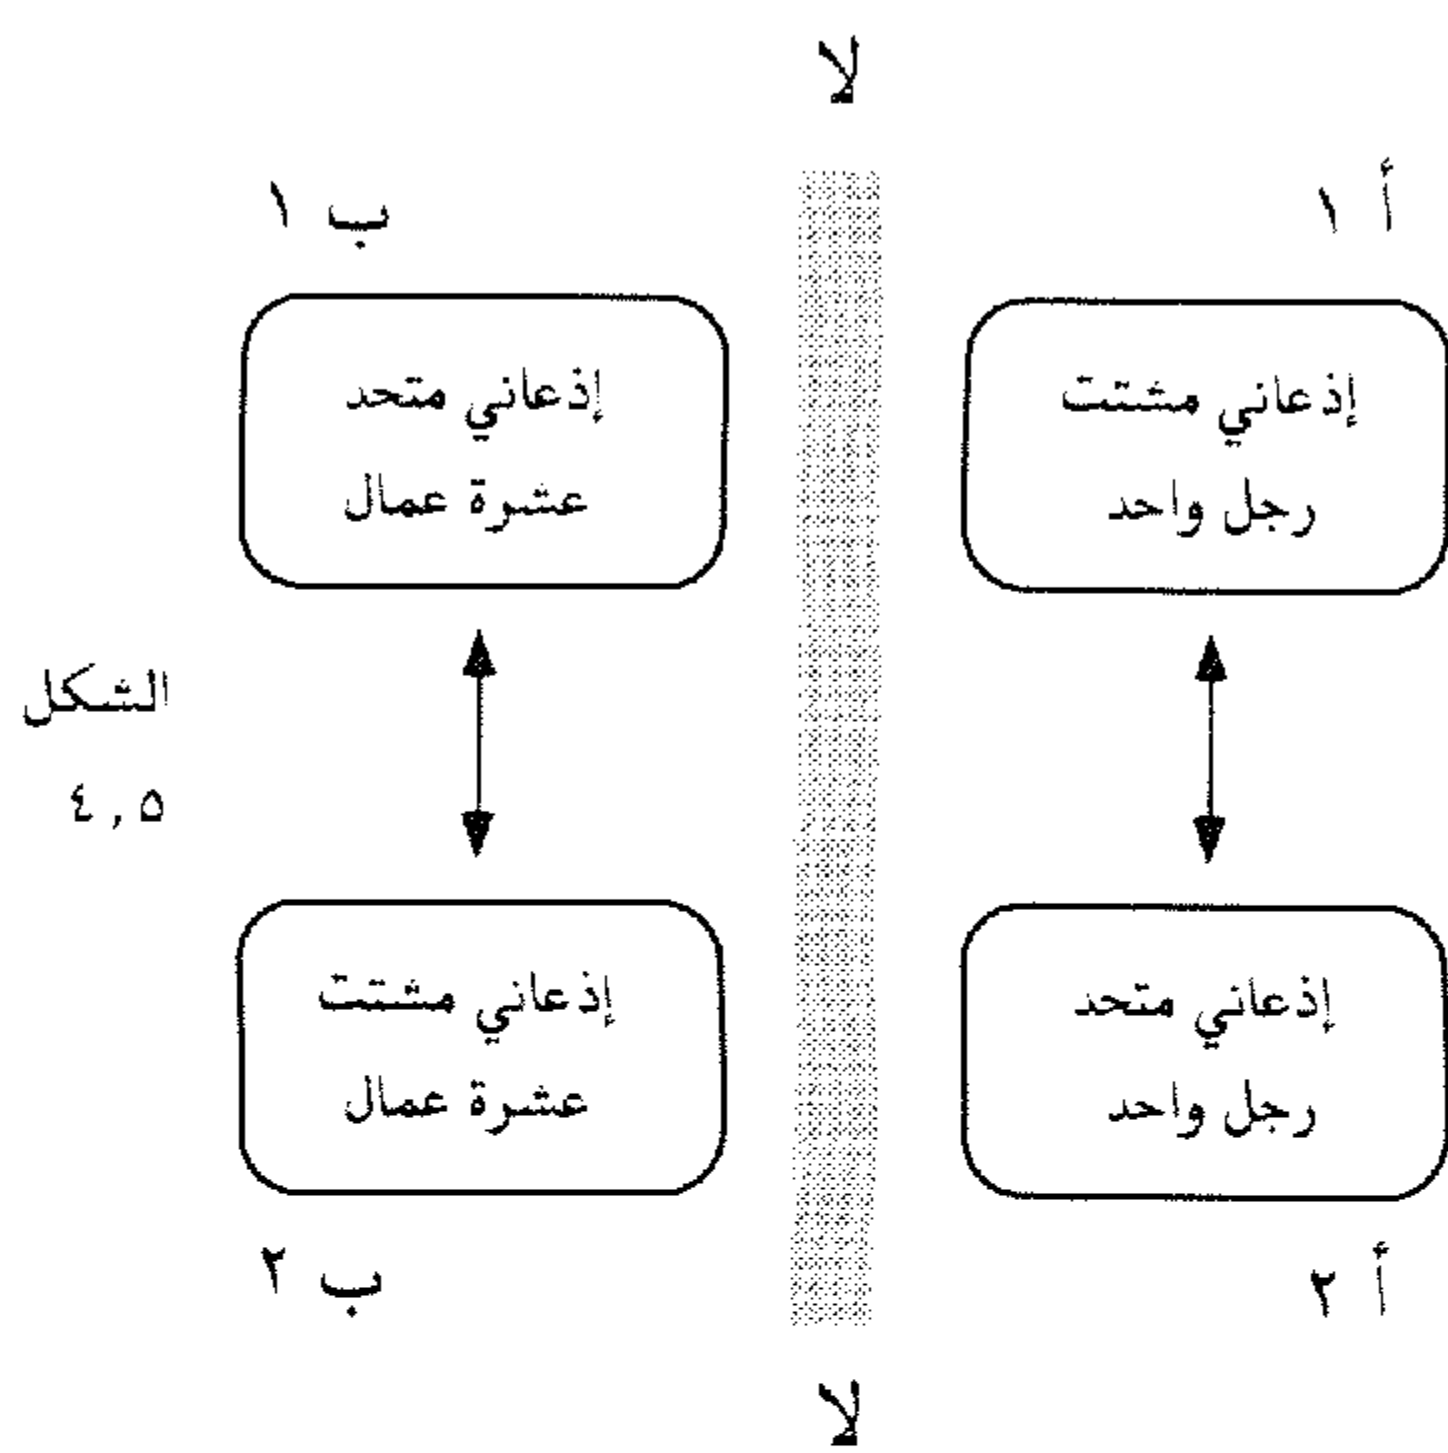 لا
أ ١
إذعاني مشتت
رجل واحد
ب ١
إذعاني متحد
عشرة عمال
الشكل
٤,٥
إذعاني متحد
رجل واحد
أ ٢
إذعاني مشتت
عشرة عمال
ب ٢
لا